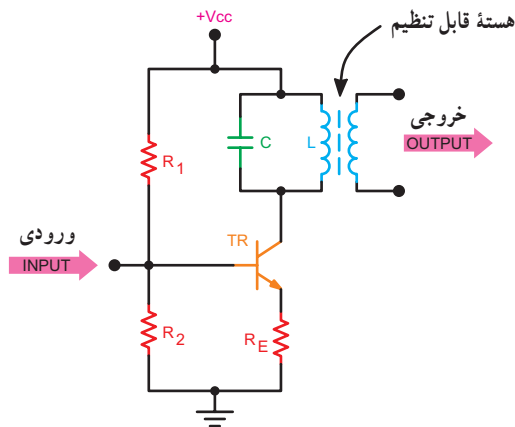 +Vcc
هستهٔ قابل تنظیم
خروجی
OUTPUT
C
L
R1
TR
ورودی
INPUT
R2
RE